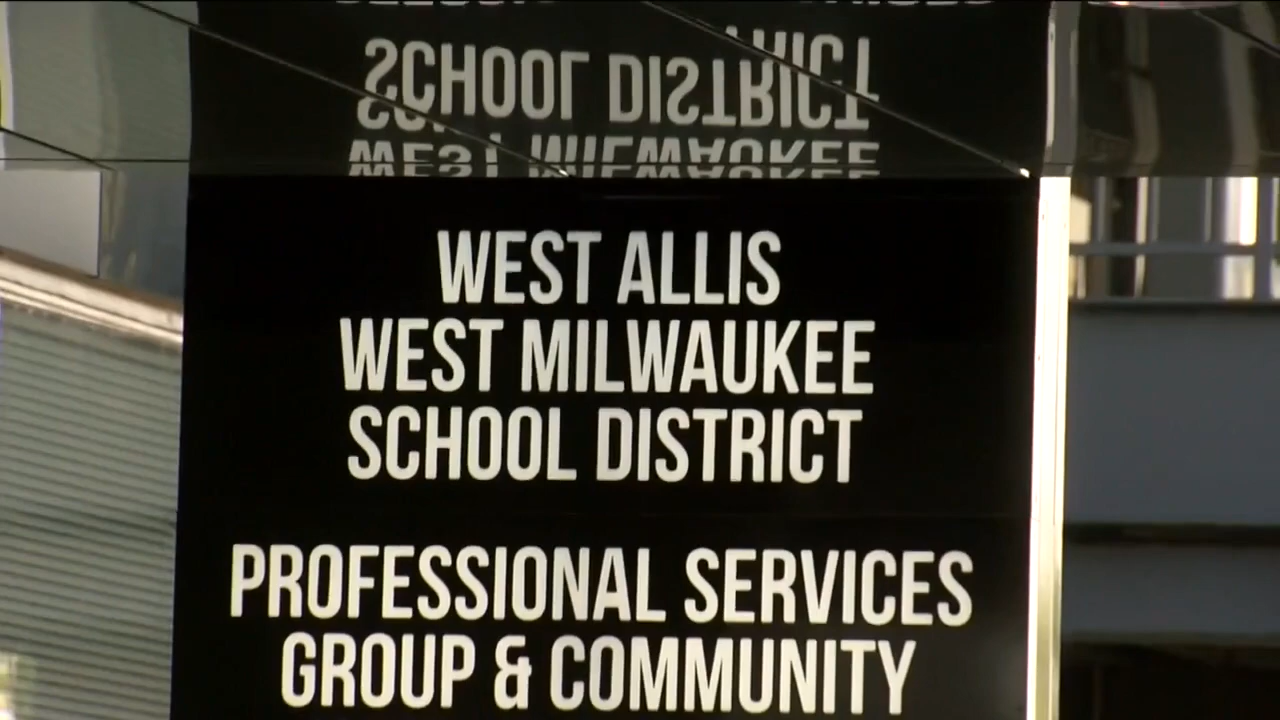 SCHOOL DISTRICT
WEST MILWAUKEE
WEST ALLIS
WEST MILWAUKEE
SCHOOL DISTRICT
PROFESSIONAL SERVICES
GROUP & COMMUNITY